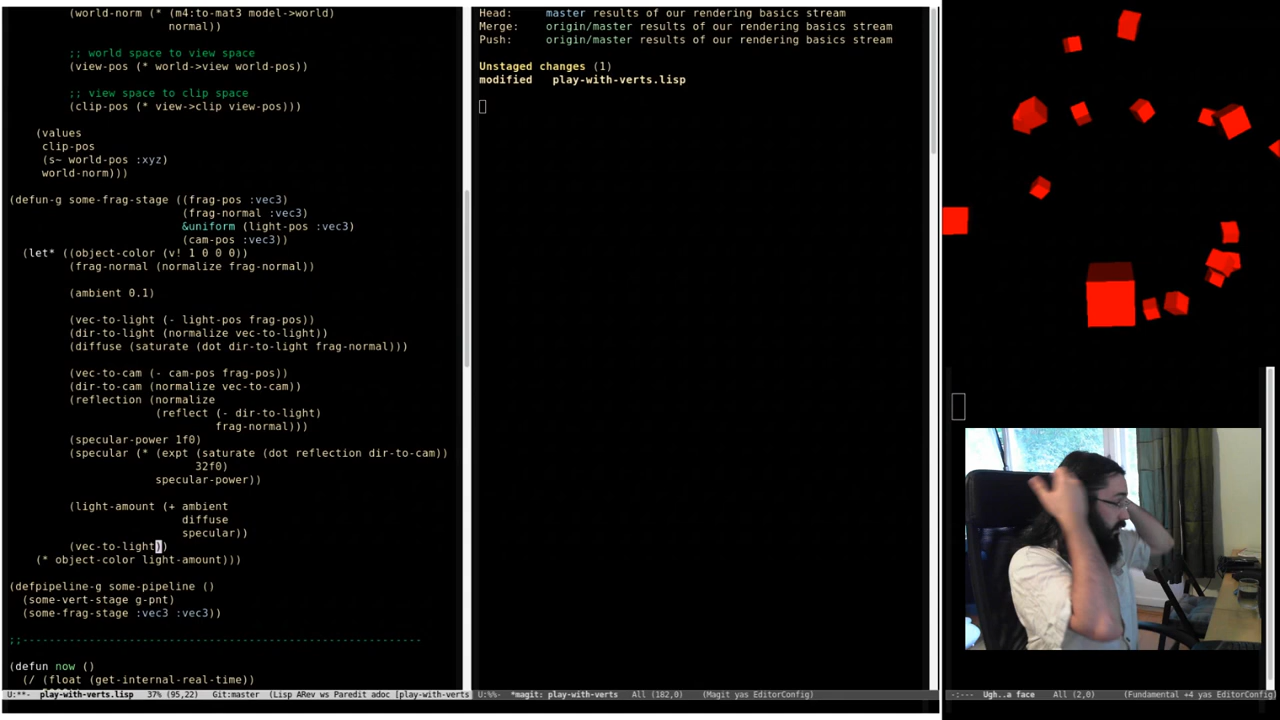 (world-norm (* (m4:to-mat3 model->world)
normal))
;; world space to view space
(view-pos (* world->view world-pos))
;; view space to clip space
(clip-pos (* view->clip view-pos)))
(values
clip-pos
(s~ world-pos :xyz)
world-norm)))
(defun-g some-frag-stage ((frag-pos :vec3)
(frag-normal :vec3)
&uniform (light-pos :vec3)
(cam-pos :vec3))
(let* ((object-color (v! 1 0 0 0))
(frag-normal (normalize frag-normal))
(ambient 0.1)
(vec-to-light (- light-pos frag-pos))
(dir-to-light (normalize vec-to-light))
(diffuse (saturate (dot dir-to-light frag-normal)))
(vec-to-cam (- cam-pos frag-pos))
(dir-to-cam (normalize vec-to-cam))
(reflection (normalize
(reflect (- dir-to-light)
frag-normal)))
(specular-power 1f0)
(specular (* (expt (saturate (dot reflection dir-to-cam))
32f0)
specular-power))
(light-amount (+ ambient
diffuse
specular))
(vec-to-light))
(* object-color light-amount)))
(defpipeline-g some-pipeline ()
(some-vert-stage g-pnt)
(some-frag-stage :vec3 :vec3))
;;---------------------------------------------------------------
(defun now ()
(/ (float (get-internal-real-time))
U:**- play-with-verts.lisp 37% (95,22) Git:master (Lisp ARev ws Paredit adoc [play-with-verts
Head: master results of our rendering basics stream
Merge: origin/master results of our rendering basics stream
Push: origin/master results of our rendering basics stream
Unstaged changes (1)
modified play-with-verts.lisp
U:%%- *magit: play-with-verts All (182,0) (Magit yas EditorConfig)
-:--- Ugh..a face All (2,0) (Fundamental +4 yas EditorConfig)